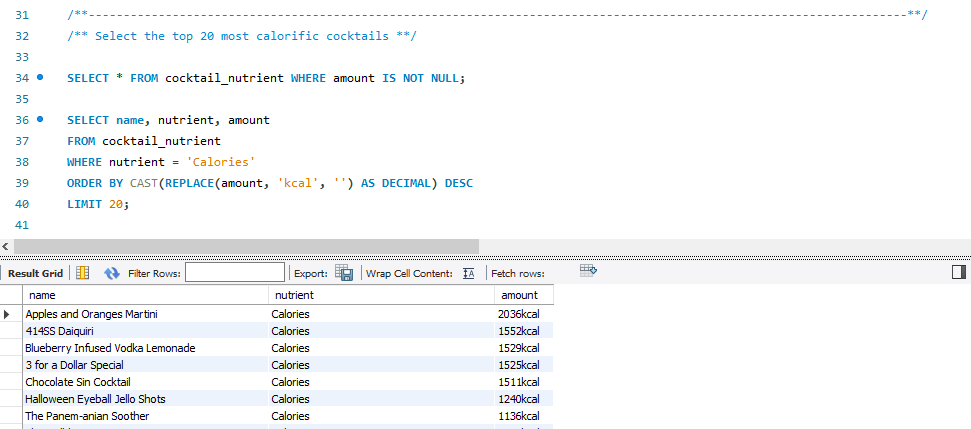 31 /**--------------------------------------------------------------------------------------------------------------------**/
32 /** Select the top 20 most calorific cocktails **/
33
34 SELECT * FROM cocktail_nutrient WHERE amount IS NOT NULL;
35
36 SELECT name, nutrient, amount
37 FROM cocktail_nutrient
38 WHERE nutrient = 'Calories'
39 ORDER BY CAST(REPLACE(amount, 'kcal', '') AS DECIMAL) DESC
40 LIMIT 20;
41
Result Grid Filter Rows: Export: Wrap Cell Content: Fetch rows:
name nutrient amount
Apples and Oranges Martini Calories 2036kcal
414SS Daiquiri Calories 1552kcal
Blueberry Infused Vodka Lemonade Calories 1529kcal
3 for a Dollar Special Calories 1525kcal
Chocolate Sin Cocktail Calories 1511kcal
Halloween Eyeball Jello Shots Calories 1240kcal
The Panem-anian Soother Calories 1136kcal